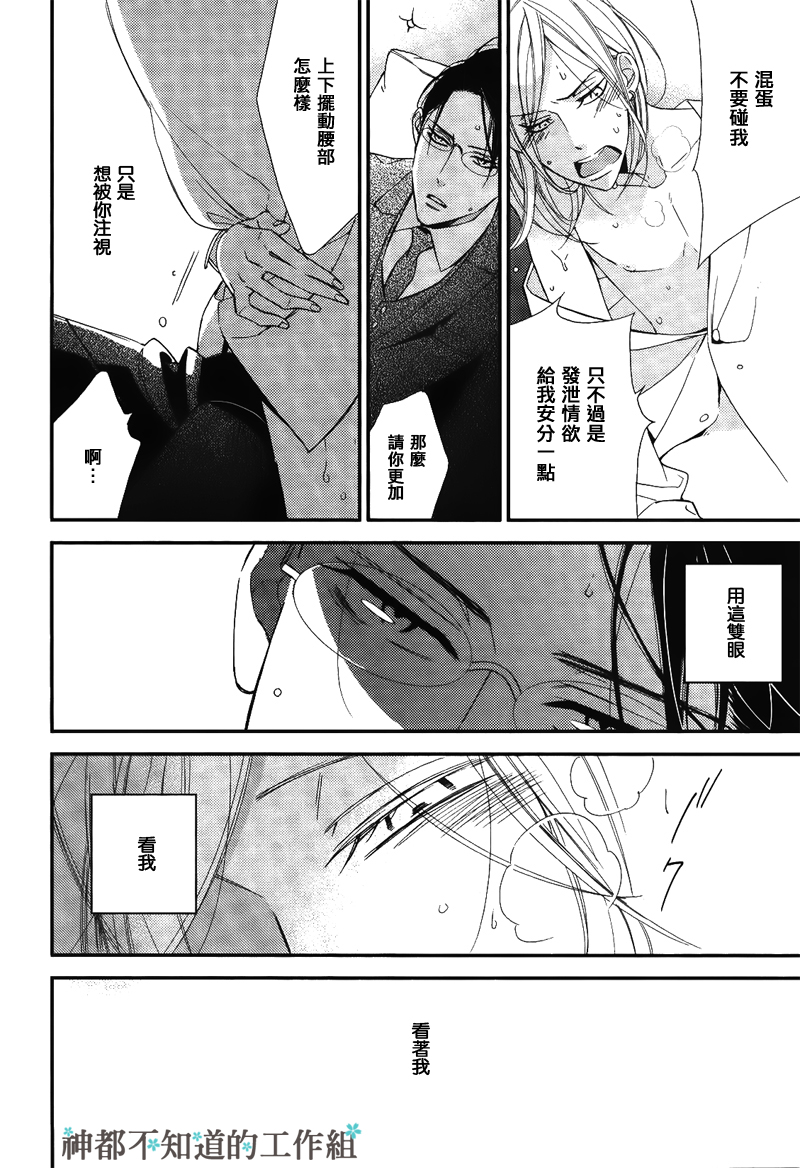 混蛋
不要碰我
只不過是
發泄情欲
給我安分一點
那麼
請你更加
上下擺動腰部
怎麼樣
只是
想被你注視
啊…
用這雙眼
看我
看著我
神都不知道的工作組